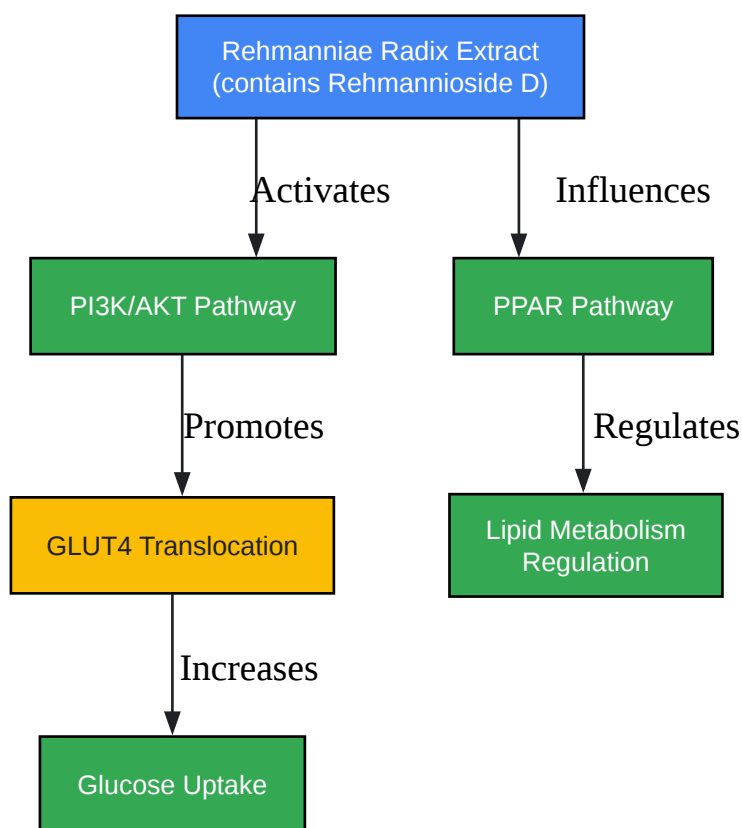 Rehmanniae Radix Extract
(contains Rehmannioside D)
Activates
Influences
PI3K/AKT Pathway
PPAR Pathway
Promotes
Regulates
GLUT4 Translocation
Lipid Metabolism
Regulation
Increases
Glucose Uptake